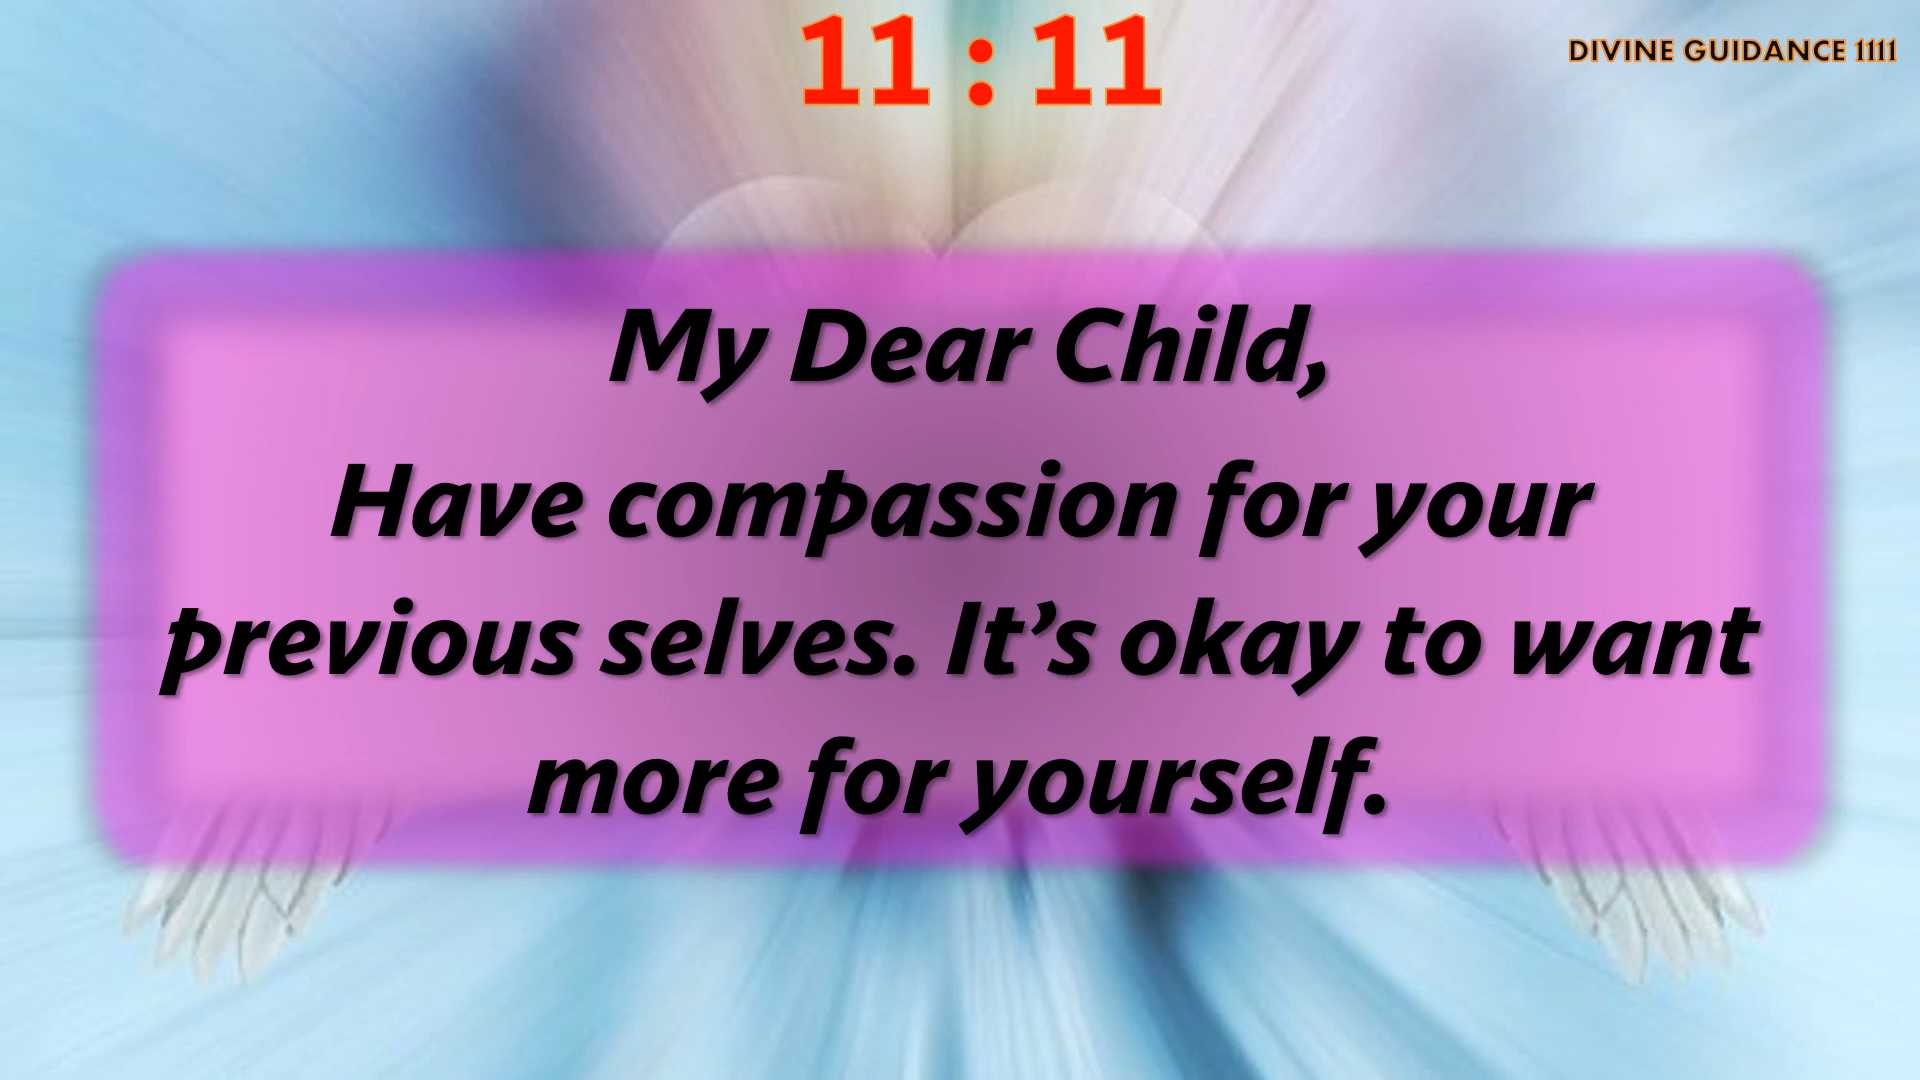 11 : 11
DIVINE GUIDANCE 1111
My Dear Child,
Have compassion for your
previous selves. It’s okay to want
more for yourself.